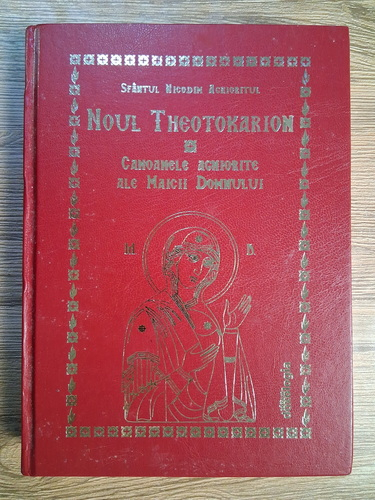 Sfântul Nicodim Aghioritul
Noul Theotokarion
Canoanele aghiorite
ale Maicii Domnului
M D